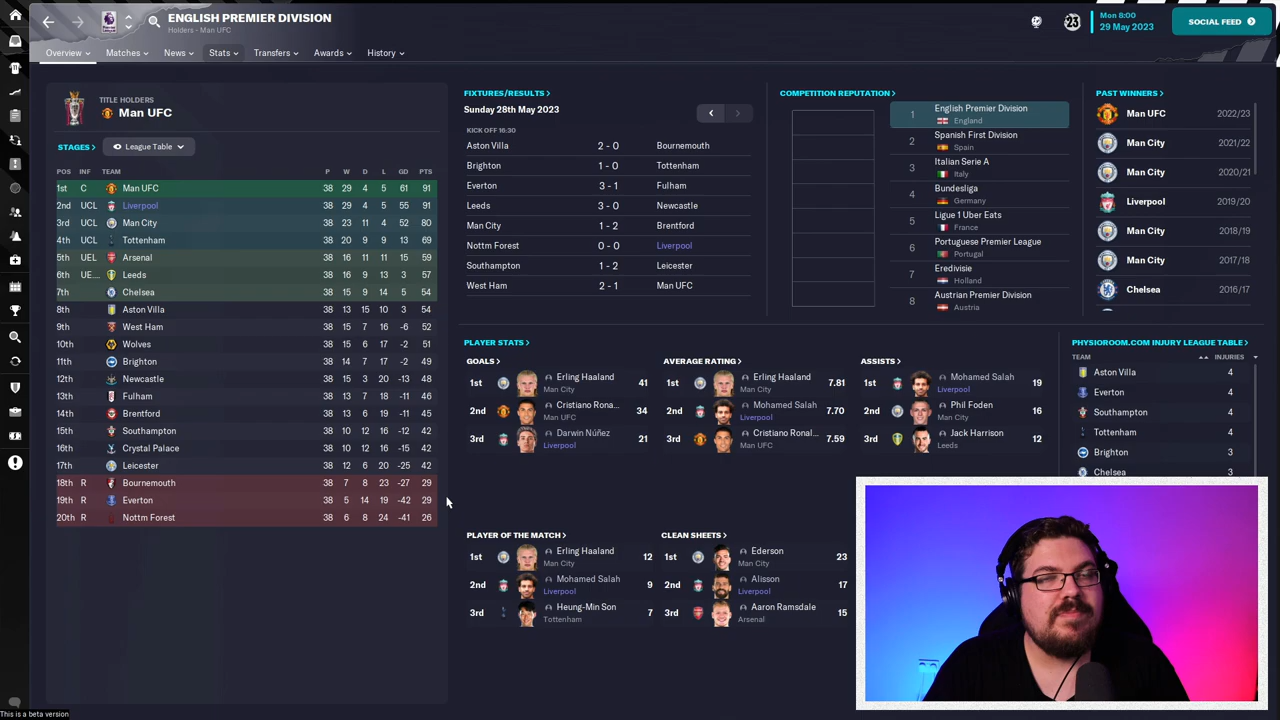 ENGLISH PREMIER DIVISION
Holders - Man UFC
23
Mon 8:00
29 May 2023
SOCIAL FEED
Overview Matches News Stats Transfers Awards History
TITLE HOLDERS
Man UFC
STAGES
League Table
POS INF TEAM P W D L GD PTS
1st C Man UFC 38 29 4 5 61 91
2nd UCL Liverpool 38 29 4 5 50 91
3rd UCL Man City 38 23 11 4 52 80
4th UCL Tottenham 38 20 9 9 13 69
5th UEL Arsenal 38 16 11 11 15 59
6th UE... Leeds 38 16 9 13 3 57
7th Chelsea 38 15 9 14 5 54
8th Aston Villa 38 13 15 10 3 54
9th West Ham 38 15 7 16 -6 52
10th Wolves 38 15 6 17 -2 51
11th Brighton 38 14 7 17 -2 49
12th Newcastle 38 15 3 20 -13 48
13th Fulham 38 13 7 18 -11 46
14th Brentford 38 13 6 19 -11 45
15th Southampton 38 10 12 16 -12 42
16th Crystal Palace 38 10 12 16 -15 42
17th Leicester 38 12 6 20 -25 42
18th R Bournemouth 38 7 8 23 -27 29
19th R Everton 38 5 14 19 -42 29
20th R Nottm Forest 38 6 8 24 -41 26
FIXTURES/RESULTS
Sunday 28th May 2023
KICK OFF 16:30
Aston Villa 2 - 0 Bournemouth
Brighton 1 - 0 Tottenham
Everton 3 - 1 Fulham
Leeds 3 - 0 Newcastle
Man City 1 - 2 Brentford
Nottm Forest 0 - 0 Liverpool
Southampton 1 - 2 Leicester
West Ham 2 - 1 Man UFC
COMPETITION REPUTATION
1 English Premier Division
England
2 Spanish First Division
Spain
3 Italian Serie A
Italy
4 Bundesliga
Germany
5 Ligue 1 Uber Eats
France
6 Portuguese Premier League
Portugal
7 Eredivisie
Holland
8 Austrian Premier Division
Austria
PAST WINNERS
Man UFC 2022/23
Man City 2021/22
Man City 2020/21
Liverpool 2019/20
Man City 2018/19
Man City 2017/18
Chelsea 2016/17
PLAYER STATS
GOALS
1st Erling Haaland 41
Man City
2nd Cristiano Rona... 34
Man UFC
3rd Darwin Núñez 21
Liverpool
AVERAGE RATING
1st Erling Haaland 7.81
Man City
2nd Mohamed Salah 7.70
Liverpool
3rd Cristiano Ronal... 7.59
Man UFC
ASSISTS
1st Mohamed Salah 19
Liverpool
2nd Phil Foden 16
Man City
3rd Jack Harrison 12
Leeds
PHYSIOROOM.COM INJURY LEAGUE TABLE
TEAM INJURIES
Aston Villa 4
Everton 4
Southampton 4
Tottenham 4
Brighton 3
Chelsea 3
PLAYER OF THE MATCH
1st Erling Haaland 12
Man City
2nd Mohamed Salah 9
Liverpool
3rd Heung-Min Son 7
Tottenham
CLEAN SHEETS
1st Ederson 23
Man City
2nd Alisson 17
Liverpool
3rd Aaron Ramsdale 15
Arsenal
This is a beta version